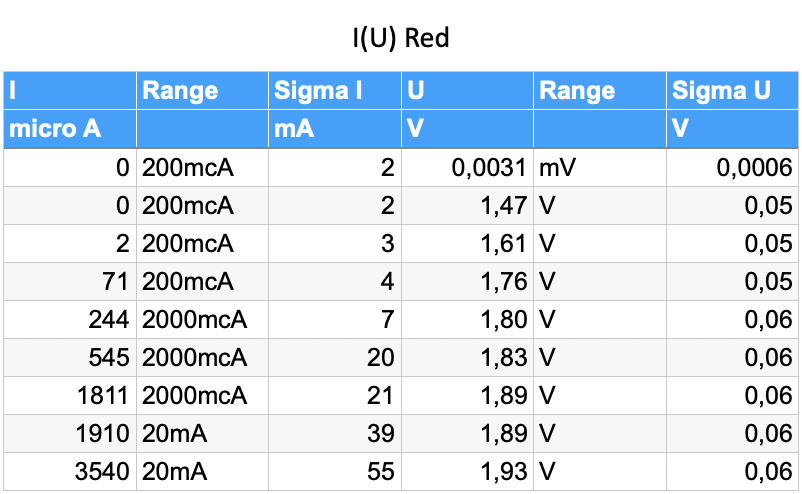 I(U) Red
I Range Sigma I U Range Sigma U
micro A mA V V
0 200mcA 2 0,0031 mV 0,0006
0 200mcA 2 1,47 V 0,05
2 200mcA 3 1,61 V 0,05
71 200mcA 4 1,76 V 0,05
244 2000mcA 7 1,80 V 0,06
545 2000mcA 20 1,83 V 0,06
1811 2000mcA 21 1,89 V 0,06
1910 20mA 39 1,89 V 0,06
3540 20mA 55 1,93 V 0,06